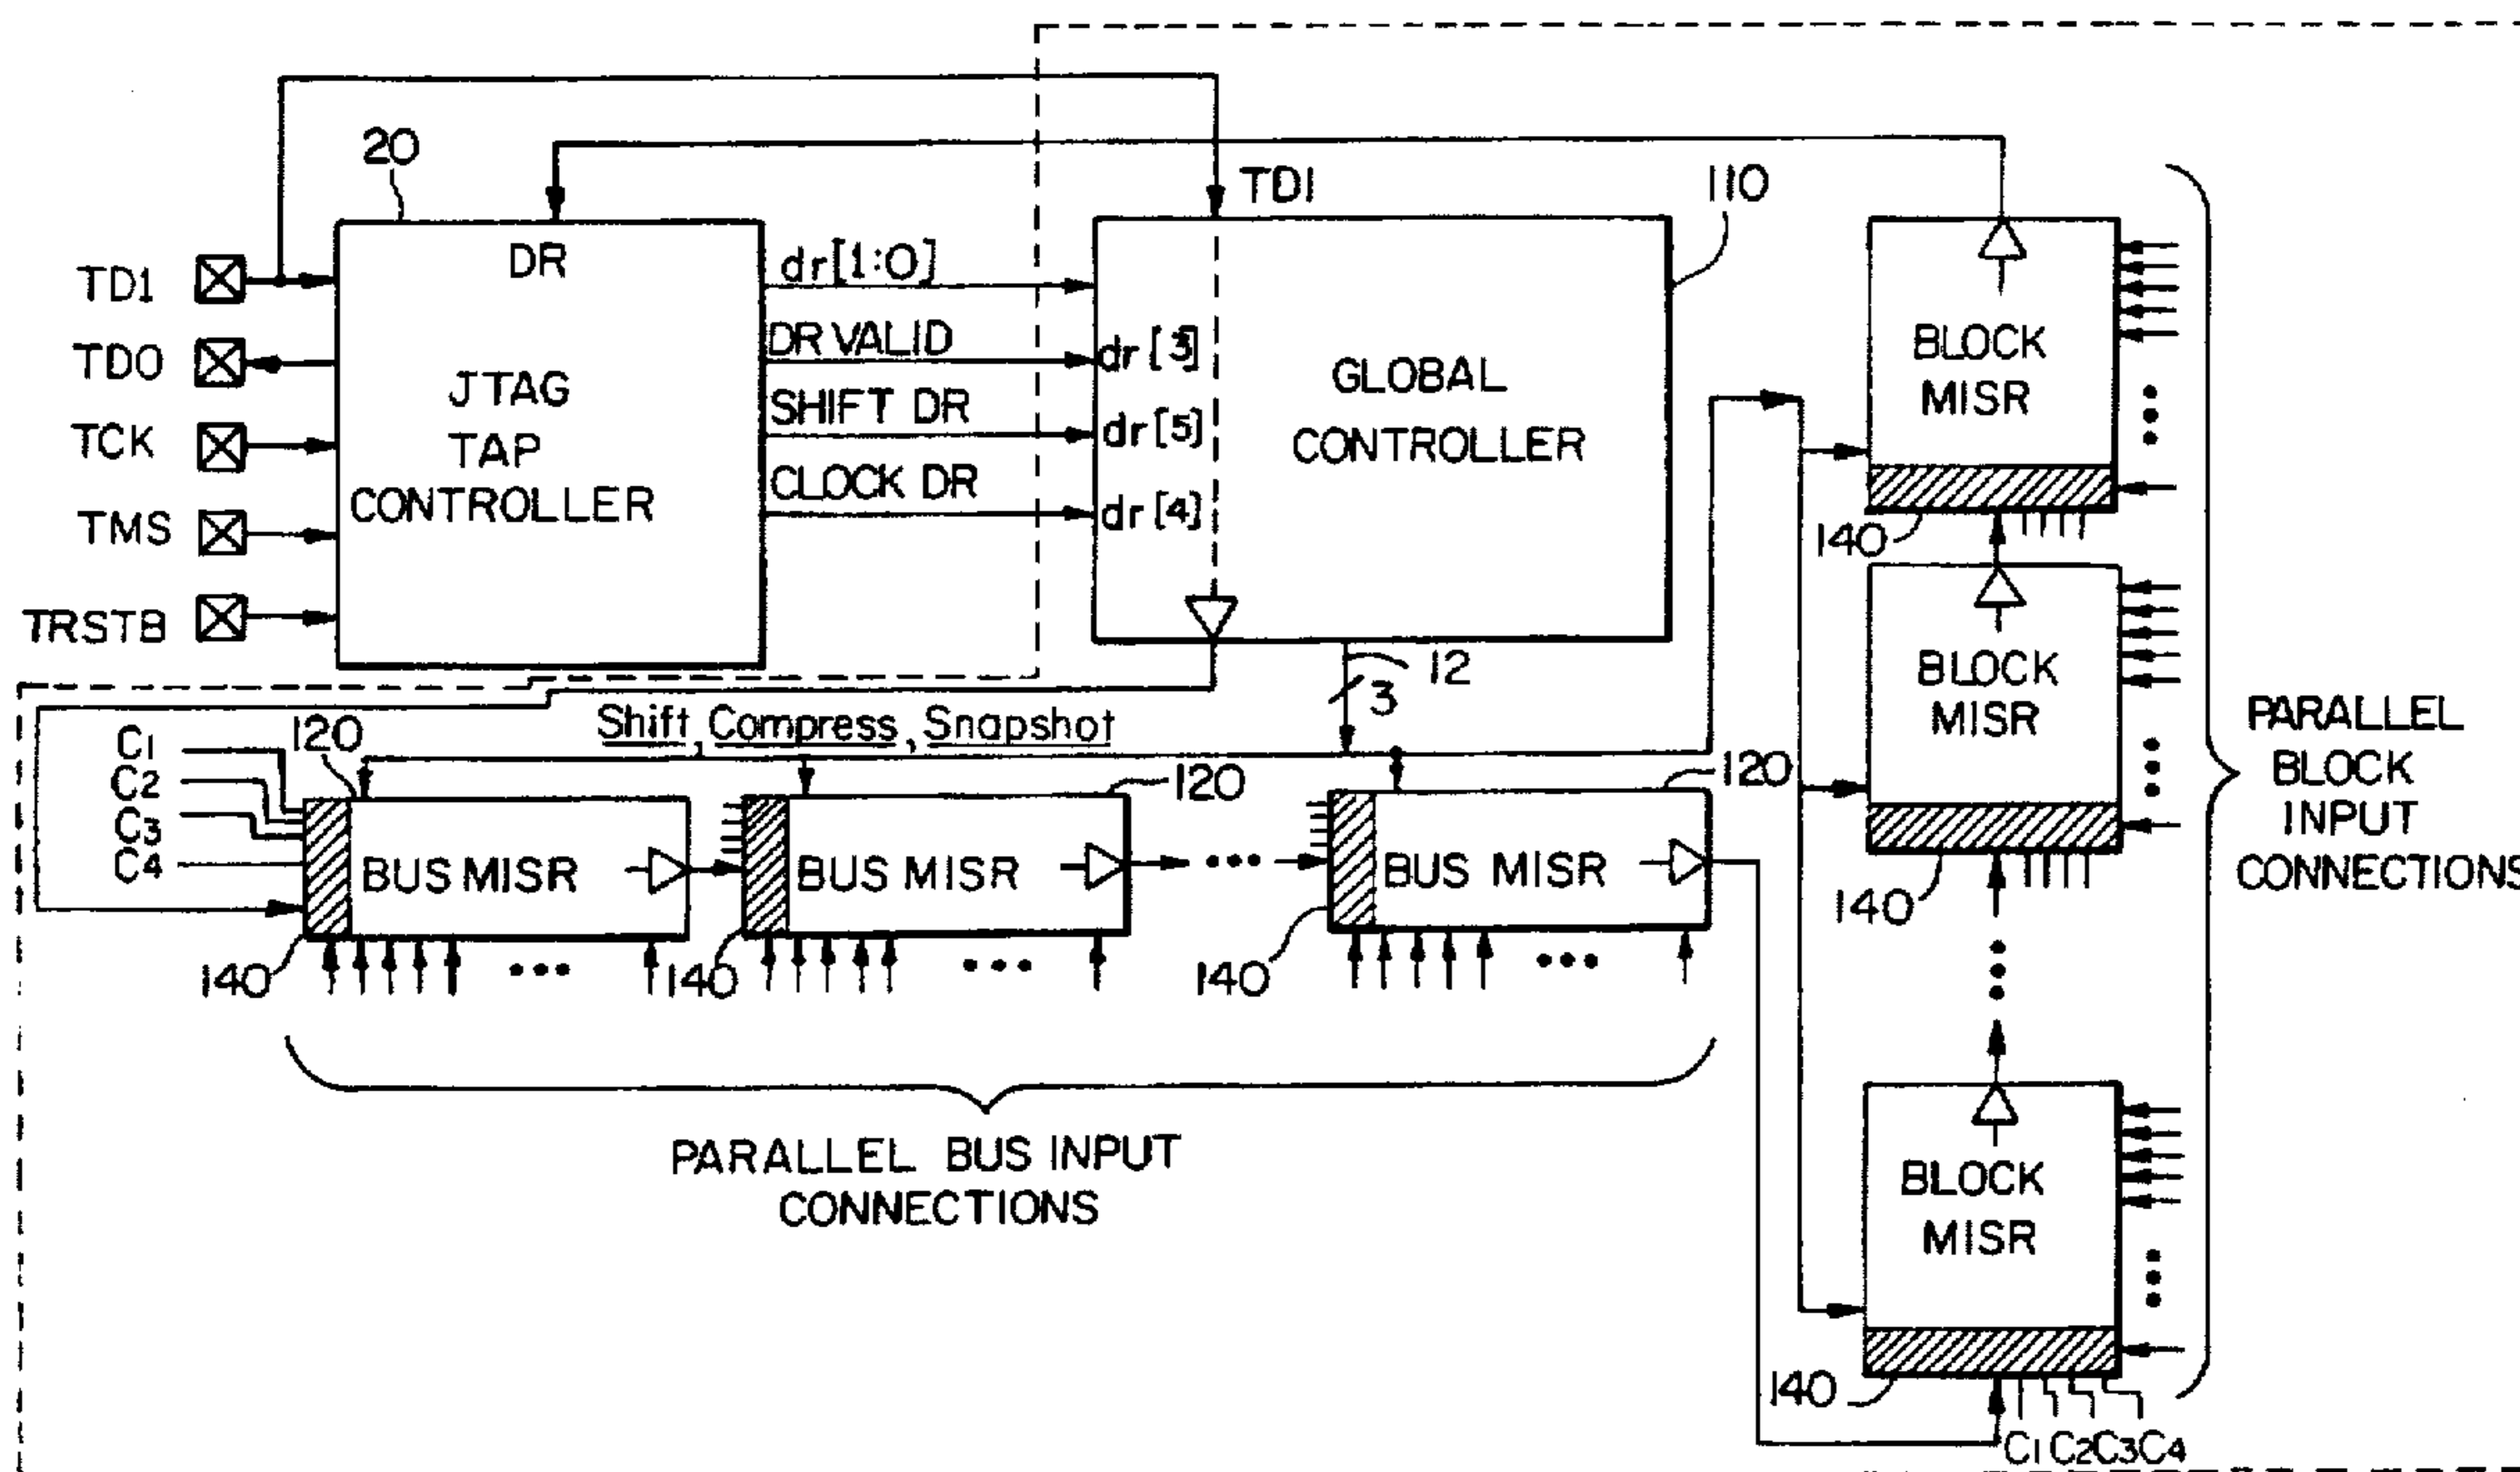 20
TDI
110
TDI
TDO
TCK
TMS
TRSTB
DR
JTAG
TAP
CONTROLLER
dr[1:0]
DR VALID
SHIFT DR
CLOCK DR
dr[3]
dr[5]
dr[4]
GLOBAL
CONTROLLER
BLOCK
MISR
140
12
3
BLOCK
MISR
140
PARALLEL
BLOCK
INPUT
CONNECTIONS
Shift, Compress, Snapshot
C1
C2
C3
C4
120
120
120
BUS MISR
BUS MISR
BUS MISR
140
140
140
PARALLEL BUS INPUT
CONNECTIONS
BLOCK
MISR
140
C1 C2 C3 C4